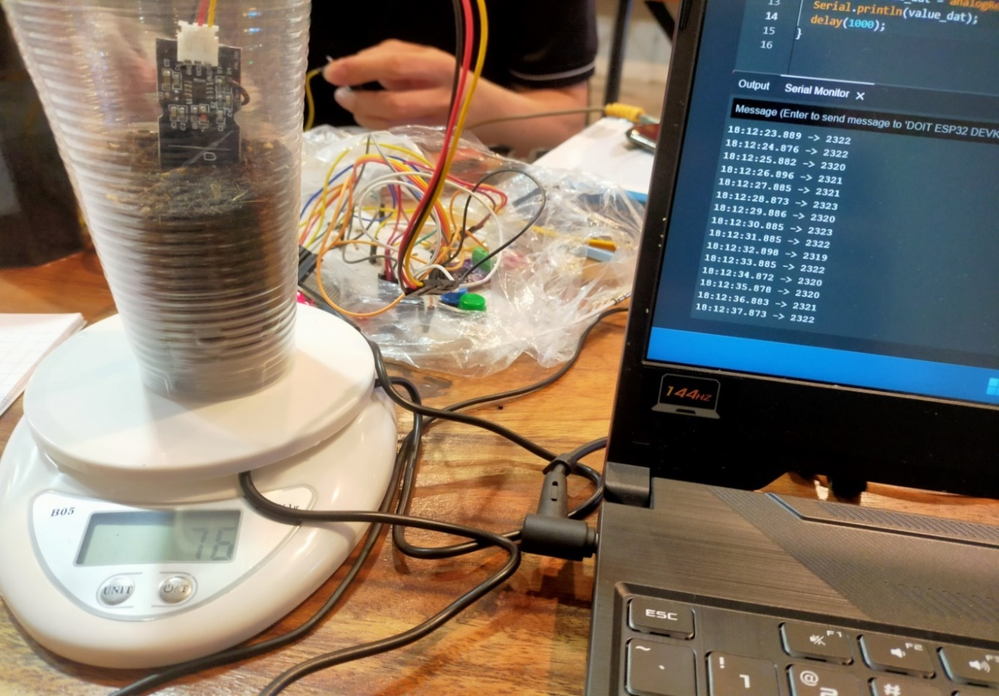 13
Serial.println(value_dat);
14
delay(1000);
15
}
16
Output
Serial Monitor
Message (Enter to send message to 'DOIT ESP32 DEVK
18:12:23.889 -> 2322
18:12:24.876 -> 2322
18:12:25.882 -> 2320
18:12:26.896 -> 2321
18:12:27.885 -> 2321
18:12:28.873 -> 2323
18:12:29.886 -> 2320
18:12:30.885 -> 2323
18:12:31.885 -> 2322
18:12:32.898 -> 2319
18:12:33.885 -> 2322
18:12:34.872 -> 2320
18:12:35.878 -> 2320
18:12:36.883 -> 2321
18:12:37.873 -> 2322
144HZ
B05
76
UNIT
ESC
F1
F2
~
!
1
@
2
#